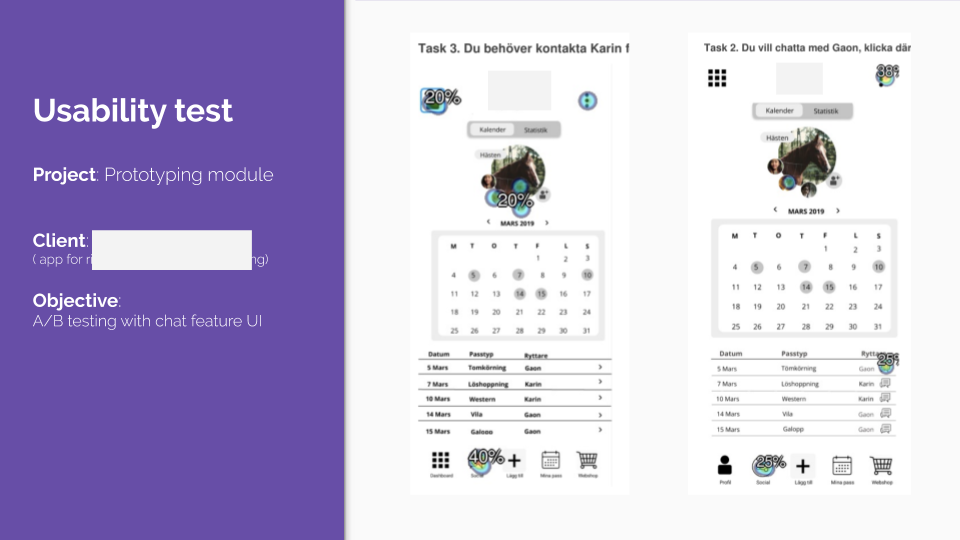 Usability test
Project: Prototyping module
Client:
( app for ri
ng)
Objective:
A/B testing with chat feature UI
Task 3. Du behöver kontakta Karin f
20%
Kalender Statistik
Hästen
20%
< MARS 2019 >
M T O T F L S
1 2 3
4 5 6 7 8 9 10
11 12 13 14 15 16 17
18 19 20 21 22 23 24
25 26 27 28 29 30 31
Datum Passtyp Ryttare
5 Mars Tomkörning Gaon >
7 Mars Löshoppning Karin >
10 Mars Western Karin >
14 Mars Vila Gaon >
15 Mars Galopp Gaon >
40%
Dashboard Social Lägg till Mina pass Webshop
Task 2. Du vill chatta med Gaon, klicka där
38%
Kalender Statistik
Hästen
< MARS 2019 >
M T O T F L S
1 2 3
4 5 6 7 8 9 10
11 12 13 14 15 16 17
18 19 20 21 22 23 24
25 26 27 28 29 30 31
Datum Passtyp Rytta
25%
5 Mars Tömkörning Gaon
7 Mars Löshoppning Karin
10 Mars Western Karin
14 Mars Vila Gaon
15 Mars Galopp Gaon
25%
Profil Social Lägg till Mina pass Webshop